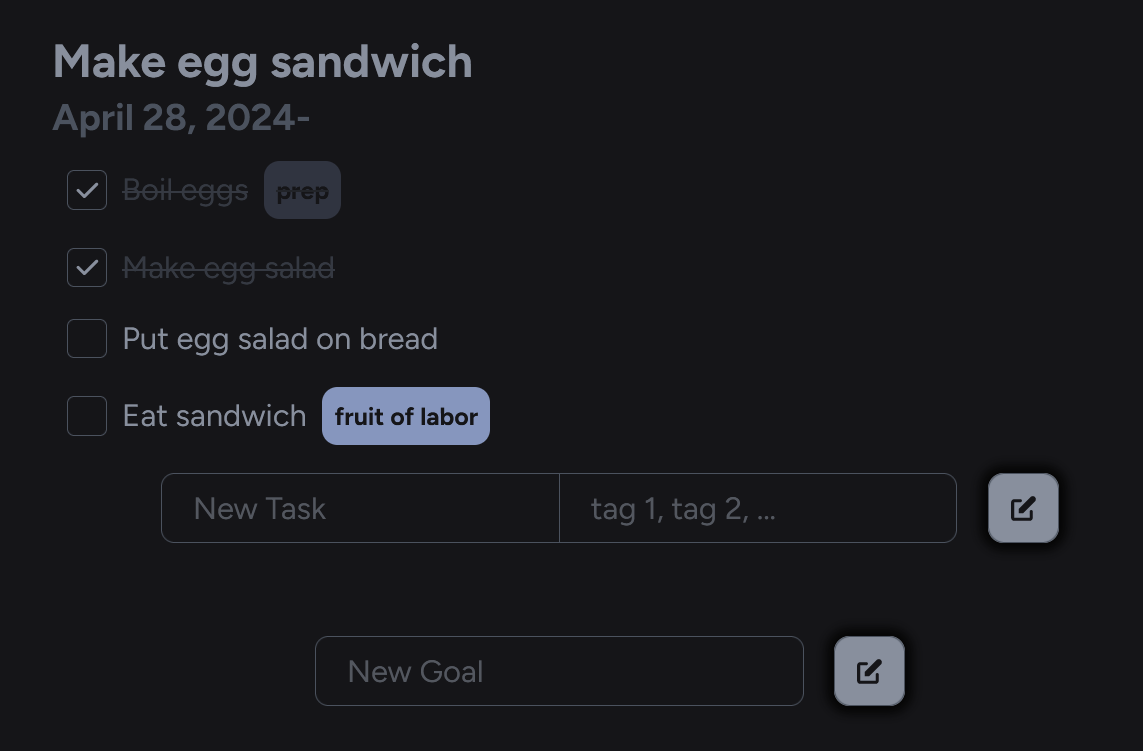 Make egg sandwich
April 28, 2024-
Boil eggs prep
Make egg salad
Put egg salad on bread
Eat sandwich fruit of labor
New Task tag 1, tag 2, ...
New Goal